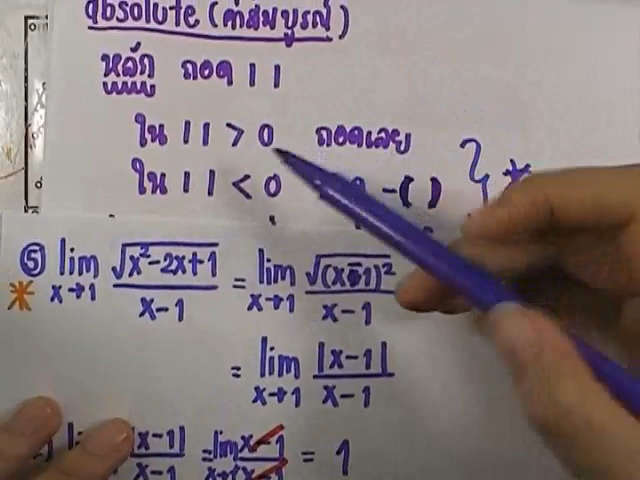 absolute (ค่าสมบูรณ์)
หลัก ถอด | |
ใน | | > 0 ถอดเลย
ใน | | < 0 -( )
⑤ lim x→1 √(x²-2x+1) / x-1 = lim x→1 √(x-1)² / x-1
* = lim x→1 |x-1| / x-1
|x-1| / x-1 = lim x-1 / x-1 = 1